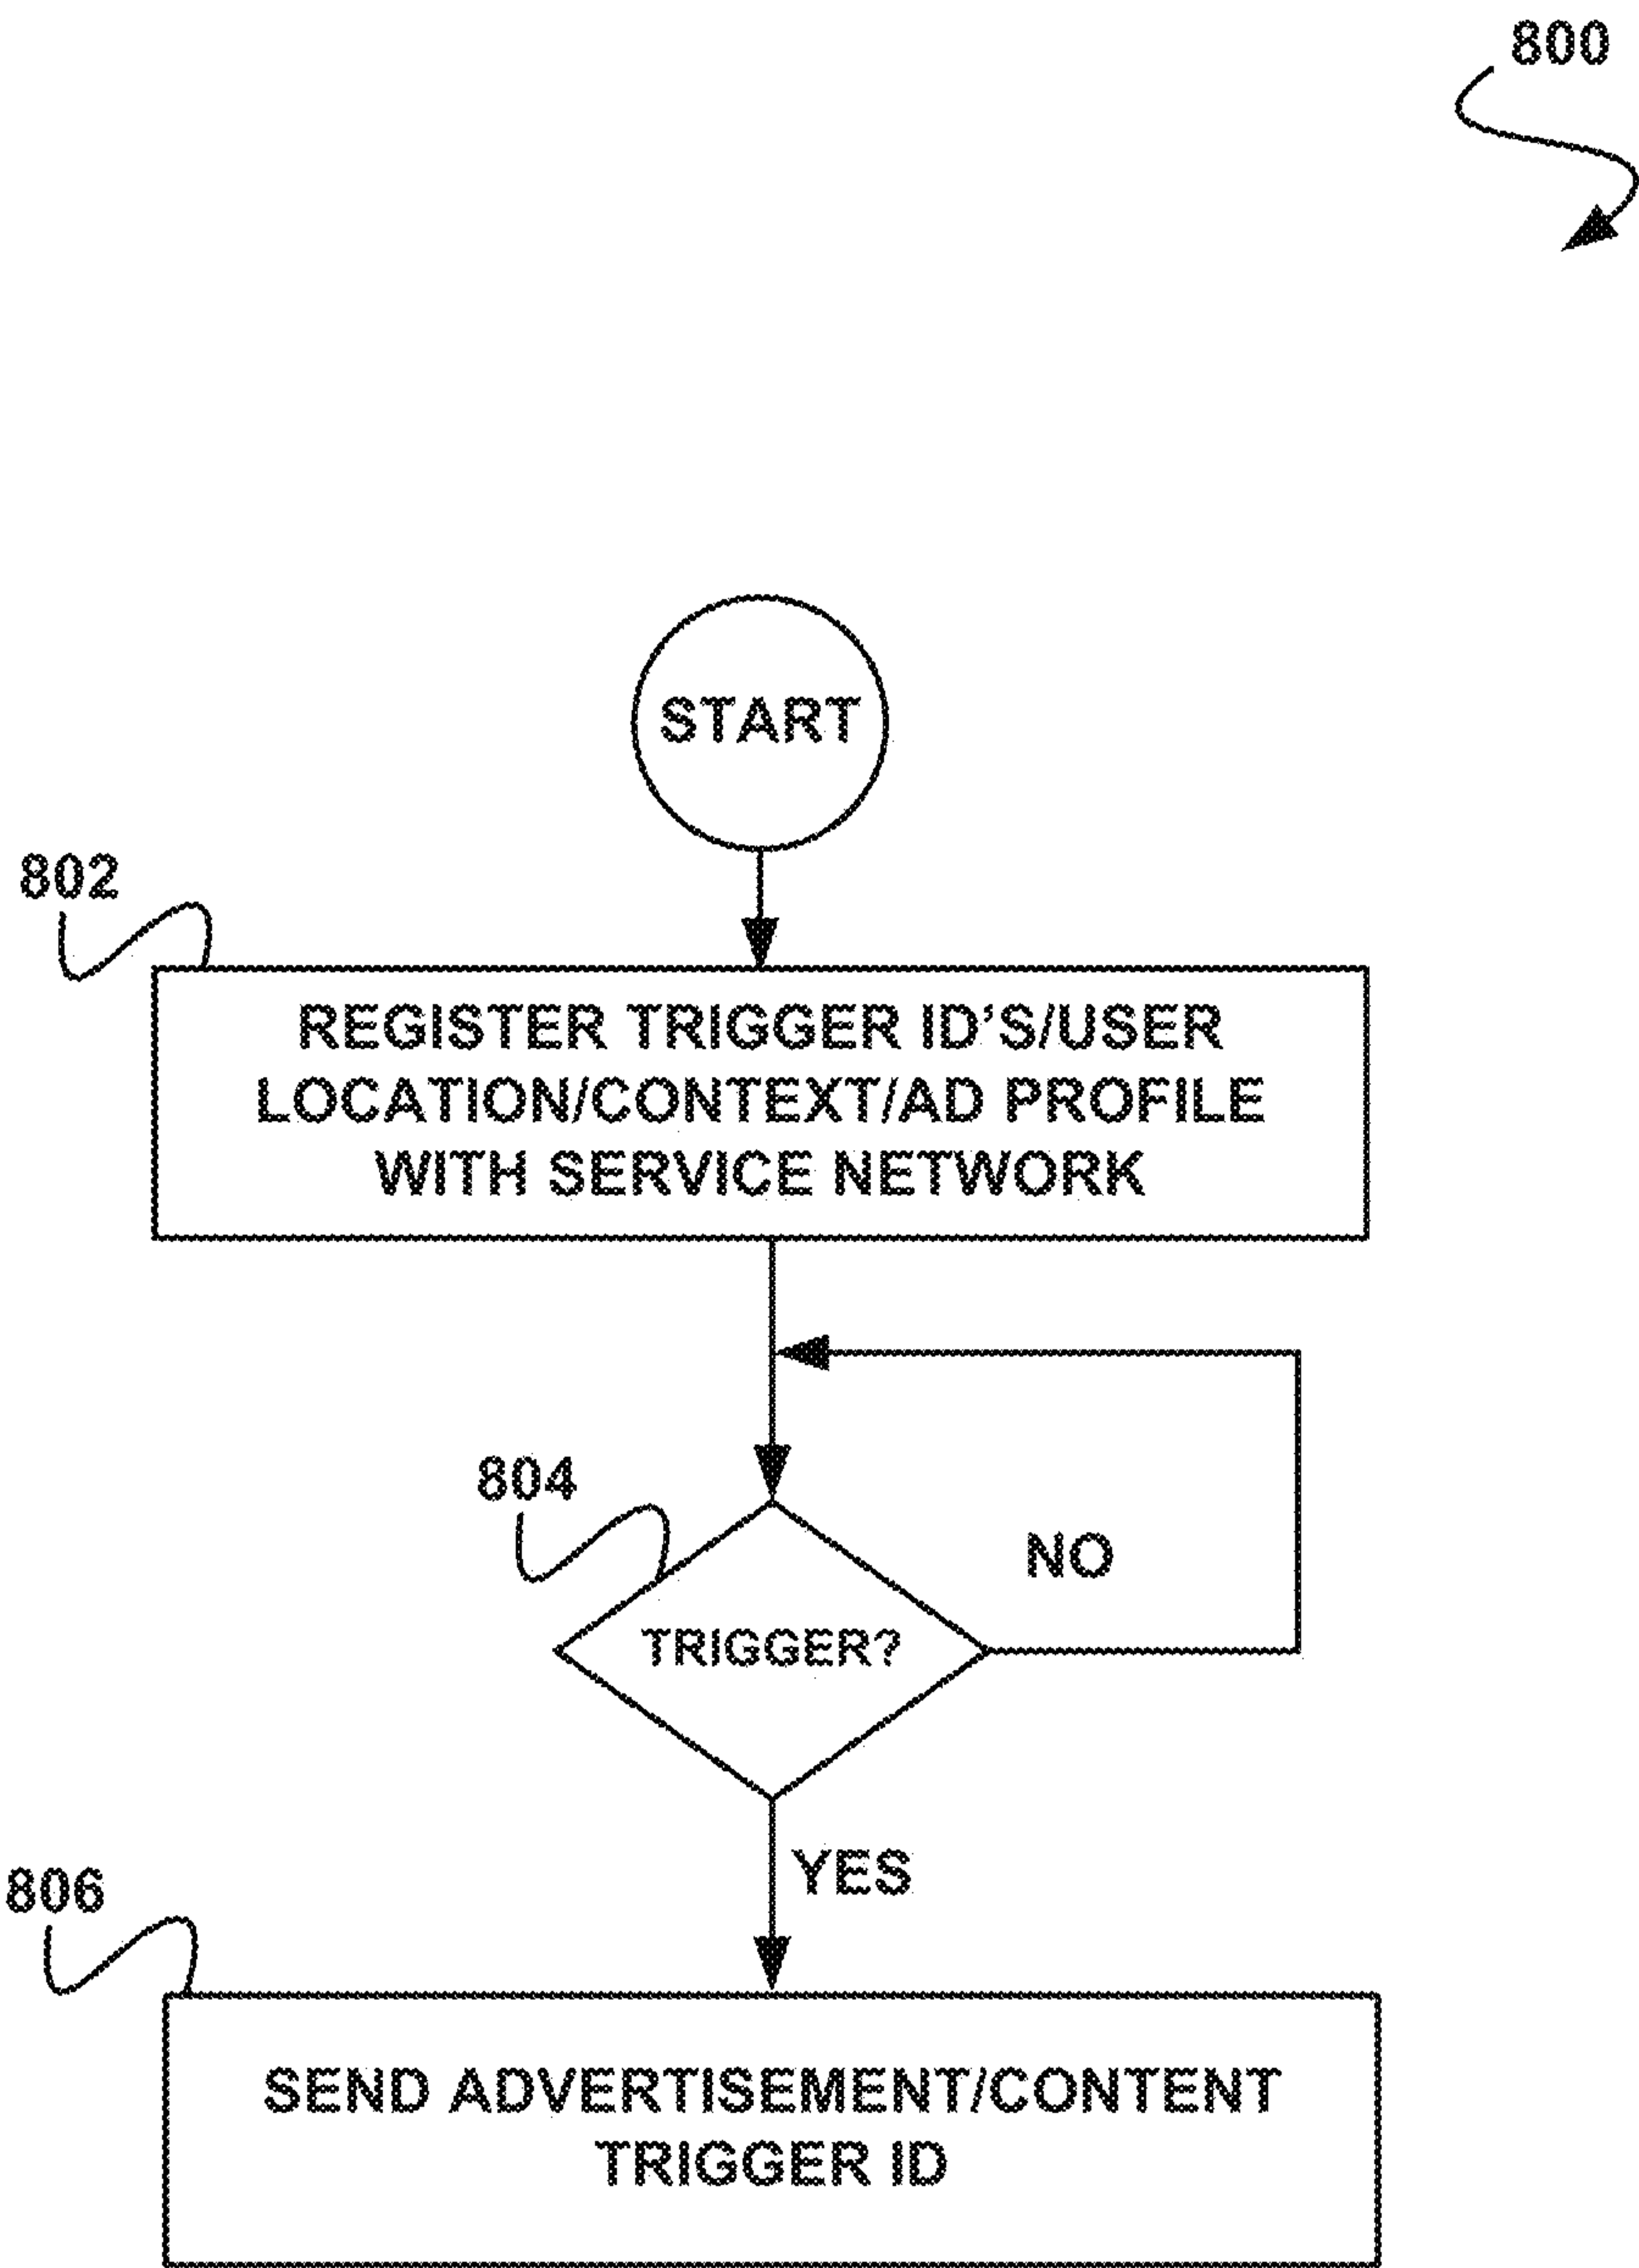 800
START
802
REGISTER TRIGGER ID'S/USER
LOCATION/CONTEXT/AD PROFILE
WITH SERVICE NETWORK
804
NO
TRIGGER?
YES
806
SEND ADVERTISEMENT/CONTENT
TRIGGER ID